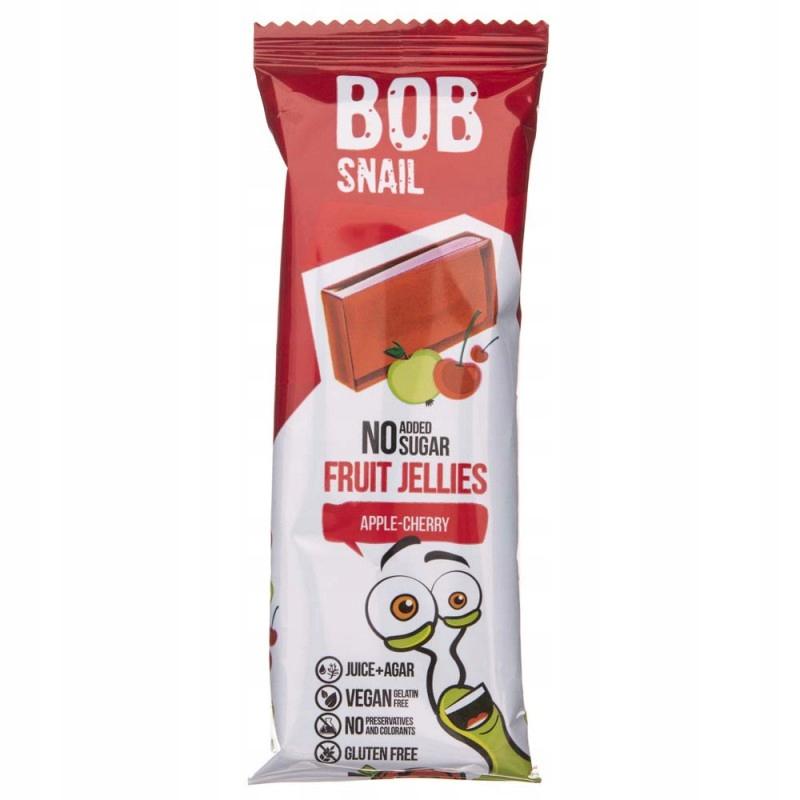 BOB
SNAIL
NO ADDED
SUGAR
FRUIT JELLIES
APPLE-CHERRY
JUICE+AGAR
VEGAN GELATIN
FREE
NO PRESERVATIVES
AND COLORANTS
GLUTEN FREE